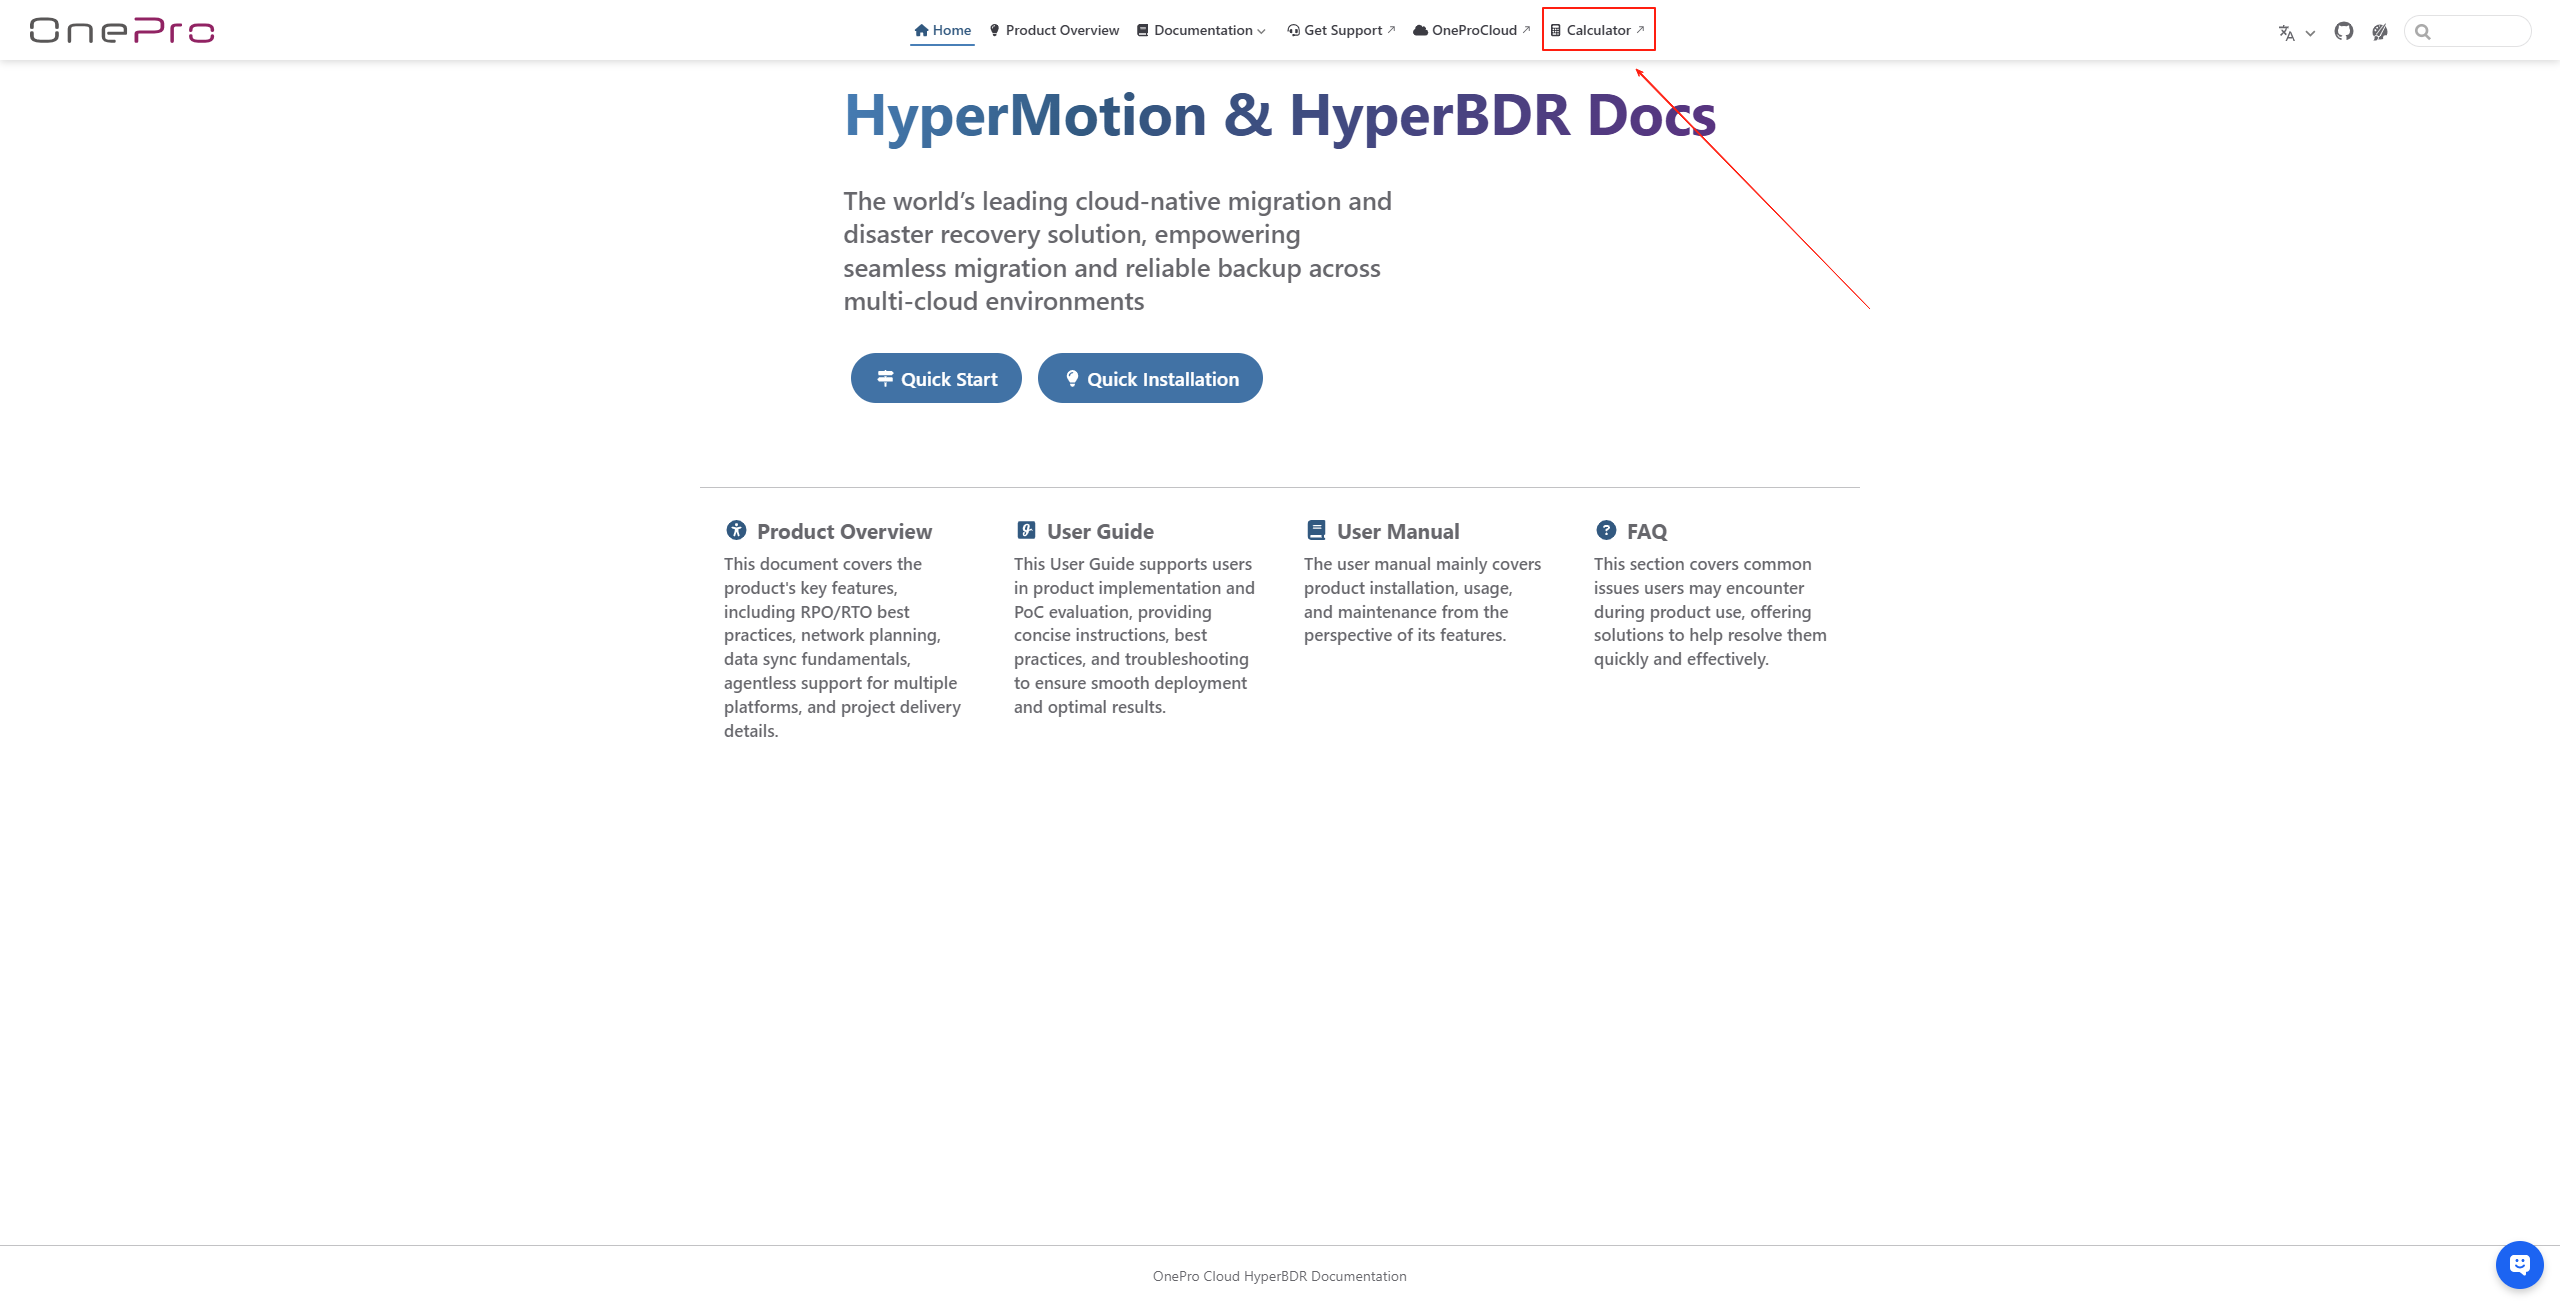 OnePro
Home Product Overview Documentation Get Support OneProCloud Calculator
HyperMotion & HyperBDR Docs
The world’s leading cloud-native migration and
disaster recovery solution, empowering
seamless migration and reliable backup across
multi-cloud environments
Quick Start Quick Installation
Product Overview
This document covers the
product's key features,
including RPO/RTO best
practices, network planning,
data sync fundamentals,
agentless support for multiple
platforms, and project delivery
details.
User Guide
This User Guide supports users
in product implementation and
PoC evaluation, providing
concise instructions, best
practices, and troubleshooting
to ensure smooth deployment
and optimal results.
User Manual
The user manual mainly covers
product installation, usage,
and maintenance from the
perspective of its features.
FAQ
This section covers common
issues users may encounter
during product use, offering
solutions to help resolve them
quickly and effectively.
OnePro Cloud HyperBDR Documentation